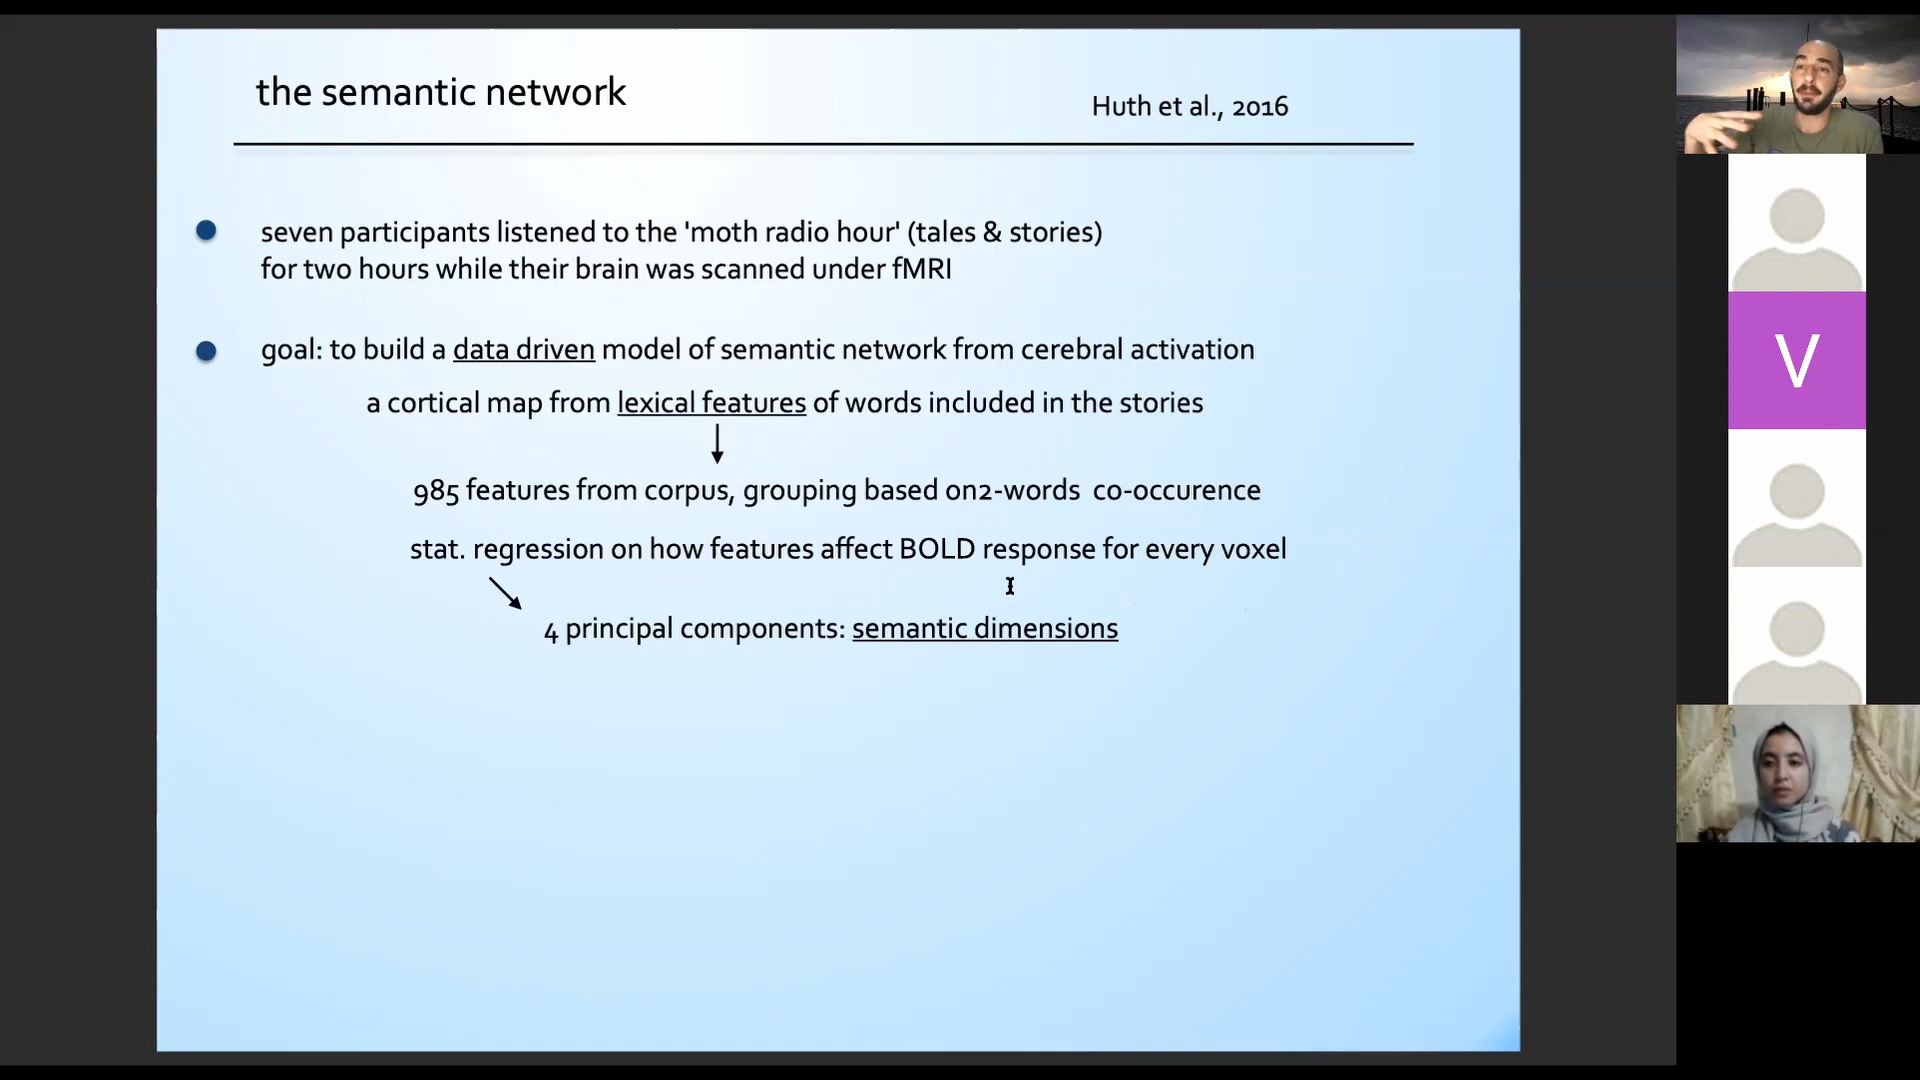 the semantic network
Huth et al., 2016
seven participants listened to the 'moth radio hour' (tales & stories)
for two hours while their brain was scanned under fMRI
goal: to build a data driven model of semantic network from cerebral activation
a cortical map from lexical features of words included in the stories
985 features from corpus, grouping based on2-words co-occurence
stat. regression on how features affect BOLD response for every voxel
4 principal components: semantic dimensions
V